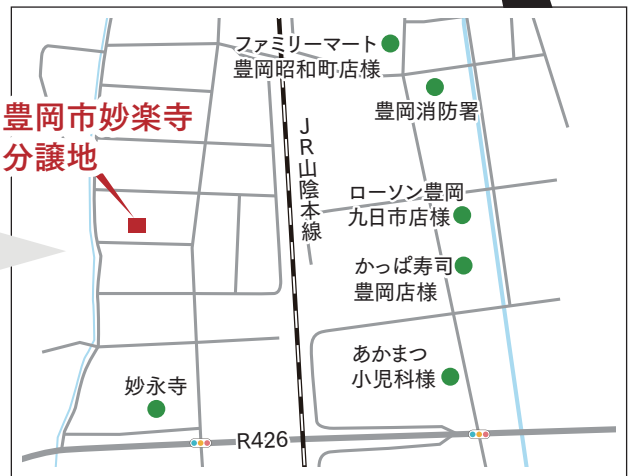 ファミリーマート
豊岡昭和町店様
豊岡消防署
豊岡市妙楽寺
分譲地
JR山陰本線
ローソン豊岡
九日市店様
かっぱ寿司
豊岡店様
あかまつ
小児科様
妙永寺
R426